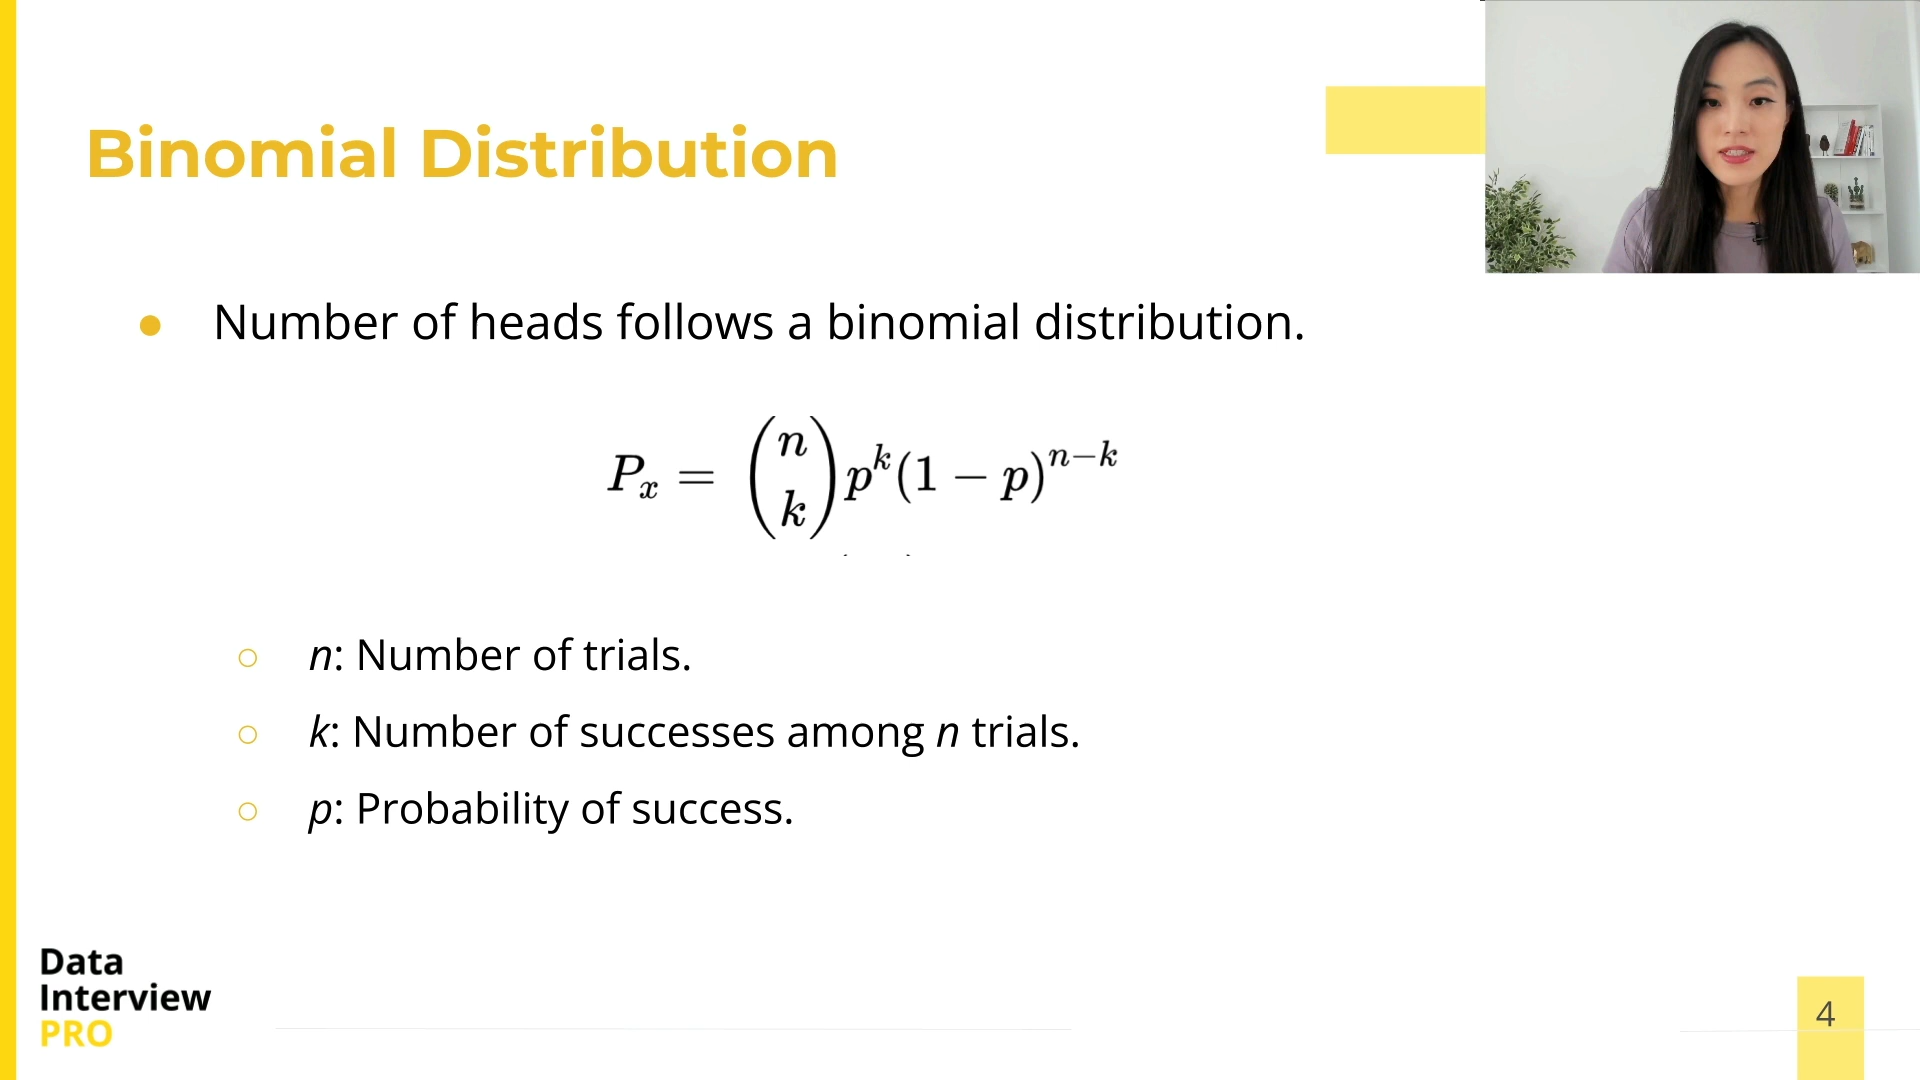 Binomial Distribution
● Number of heads follows a binomial distribution.
$P_x = \binom{n}{k} p^k (1 - p)^{n-k}$
○ n: Number of trials.
○ k: Number of successes among n trials.
○ p: Probability of success.
Data
Interview
PRO
4